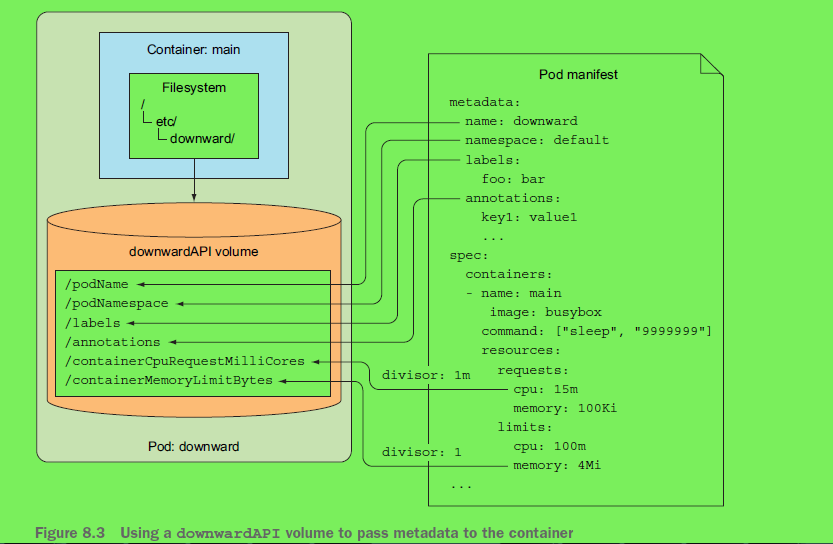 Container: main
Filesystem
/
etc/
downward/
downwardAPI volume
/podName
/podNamespace
/labels
/annotations
/containerCpuRequestMilliCores
/containerMemoryLimitBytes
Pod: downward
divisor: 1m
divisor: 1
Pod manifest
metadata:
name: downward
namespace: default
labels:
foo: bar
annotations:
key1: value1
...
spec:
containers:
- name: main
image: busybox
command: ["sleep", "9999999"]
resources:
requests:
cpu: 15m
memory: 100Ki
limits:
cpu: 100m
memory: 4Mi
...
Figure 8.3 Using a downwardAPI volume to pass metadata to the container